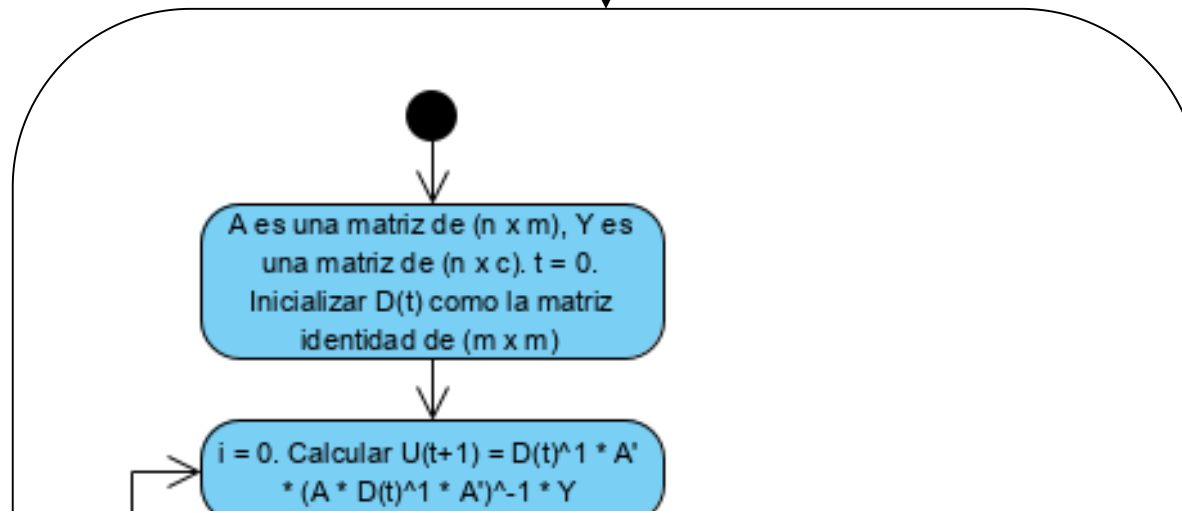 A es una matriz de (n x m), Y es
una matriz de (n x c). t = 0.
Inicializar D(t) como la matriz
identidad de (m x m)
i = 0. Calcular U(t+1) = D(t)^1 * A'
* (A * D(t)^1 * A')^-1 * Y